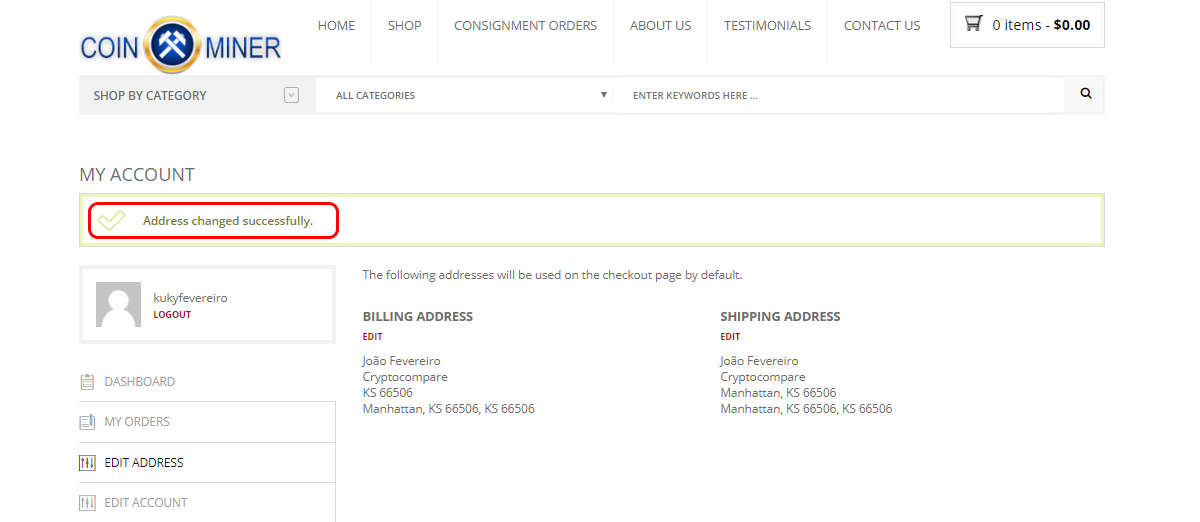 COIN MINER
HOME SHOP CONSIGNMENT ORDERS ABOUT US TESTIMONIALS CONTACT US
0 items - $0.00
SHOP BY CATEGORY
ALL CATEGORIES
ENTER KEYWORDS HERE ...
MY ACCOUNT
Address changed successfully.
kukyfevereiro
LOGOUT
DASHBOARD
MY ORDERS
EDIT ADDRESS
EDIT ACCOUNT
The following addresses will be used on the checkout page by default.
BILLING ADDRESS
EDIT
João Fevereiro
Cryptocompare
KS 66506
Manhattan, KS 66506, KS 66506
SHIPPING ADDRESS
EDIT
João Fevereiro
Cryptocompare
Manhattan, KS 66506
Manhattan, KS 66506, KS 66506